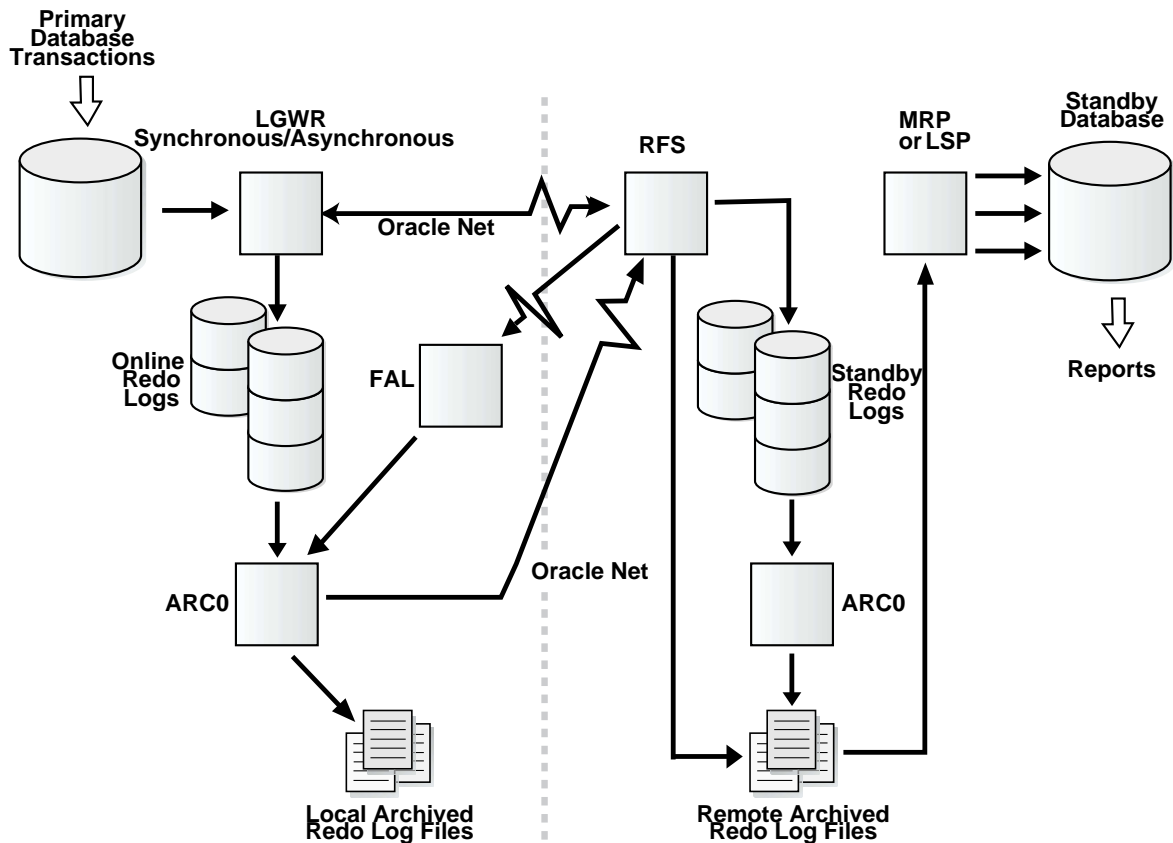 Primary
Database
Transactions
LGWR
Synchronous/Asynchronous
RFS
MRP
or LSP
Standby
Database
Oracle Net
Online
Redo
Logs
FAL
Standby
Redo
Logs
Reports
Oracle Net
ARC0
ARC0
Local Archived
Redo Log Files
Remote Archived
Redo Log Files